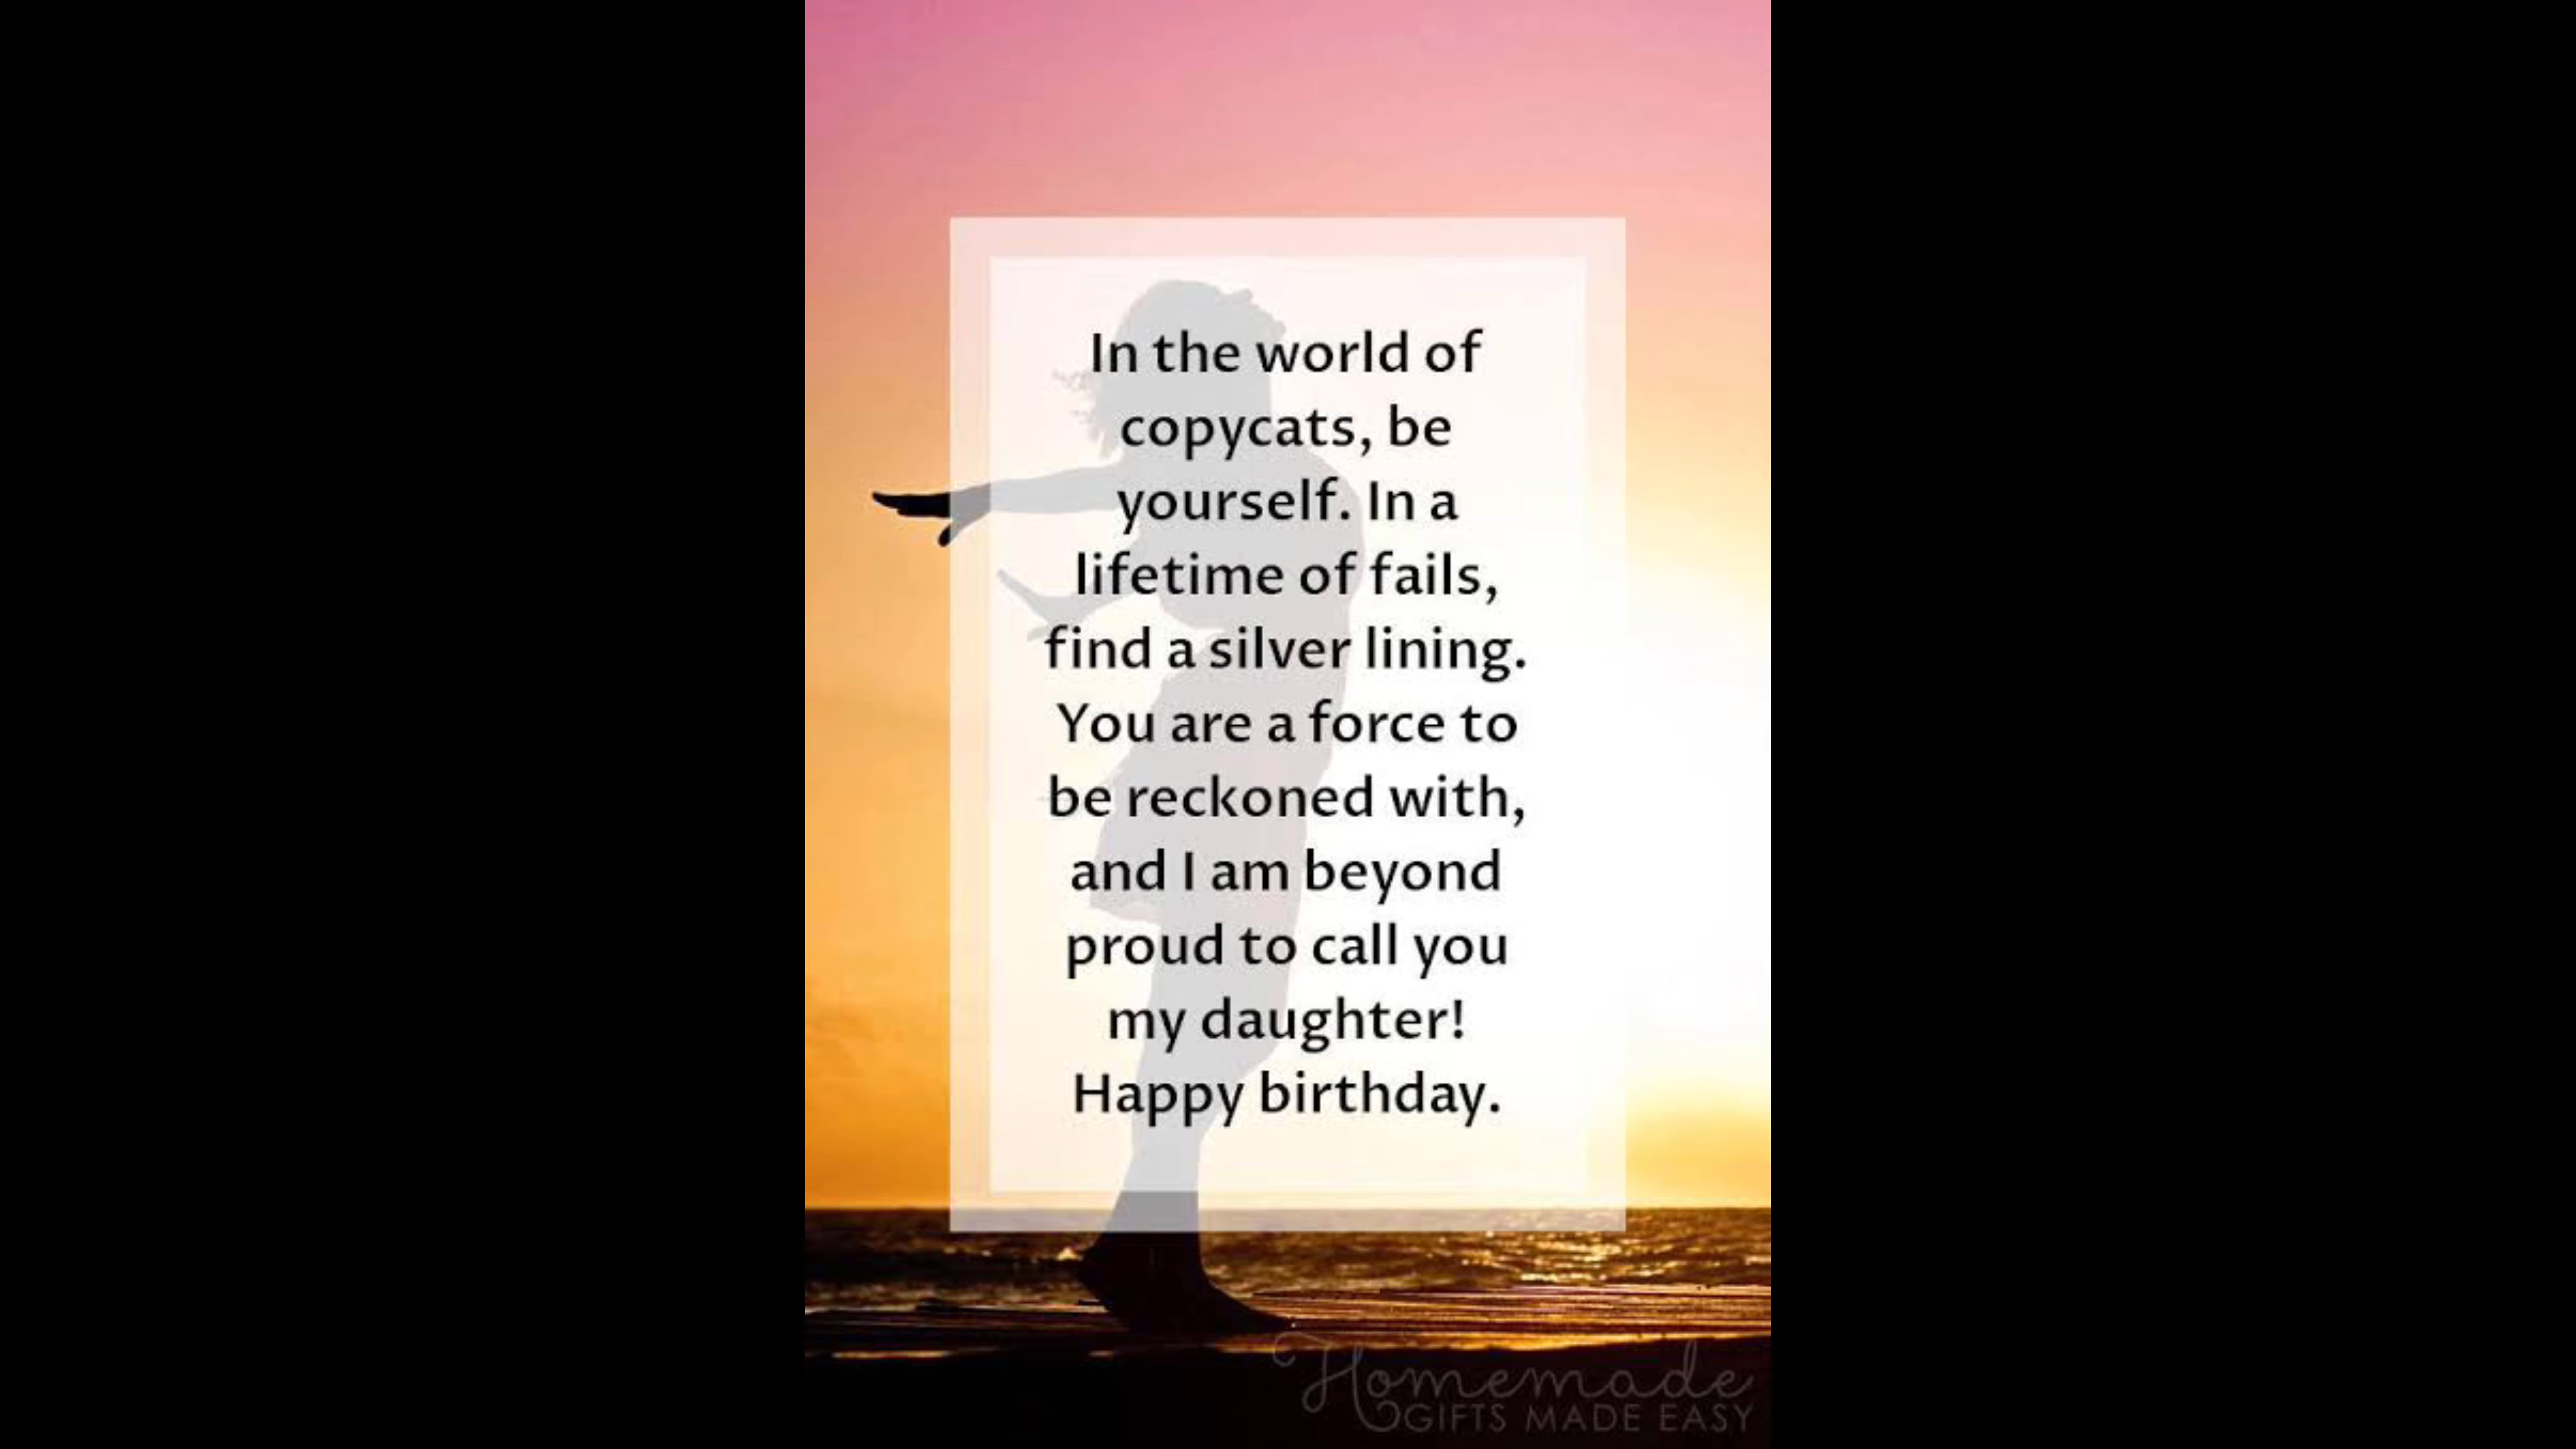 In the world of
copycats, be
yourself. In a
lifetime of fails,
find a silver lining.
You are a force to
be reckoned with,
and I am beyond
proud to call you
my daughter!
Happy birthday.
Homemade
GIFTS MADE EASY